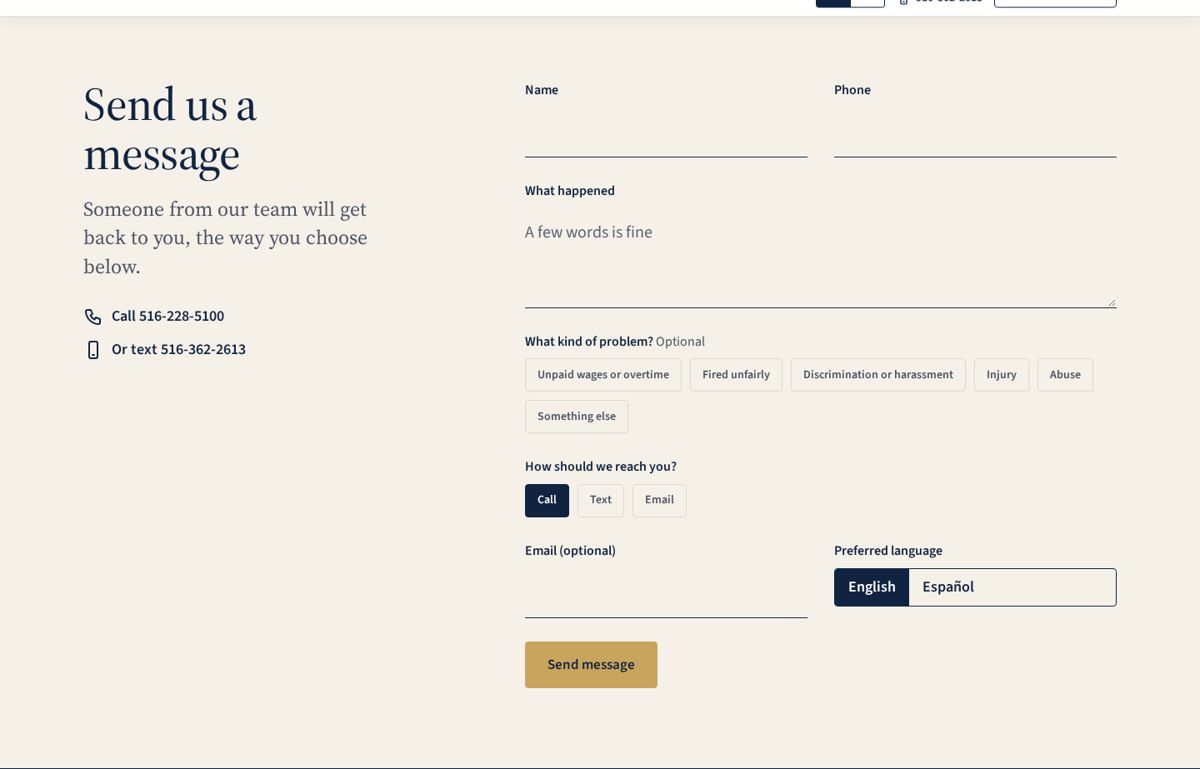 Send us a
message
Someone from our team will get
back to you, the way you choose
below.
Call 516-228-5100
Or text 516-362-2613
Name
Phone
What happened
A few words is fine
What kind of problem? Optional
Unpaid wages or overtime
Fired unfairly
Discrimination or harassment
Injury
Abuse
Something else
How should we reach you?
Call
Text
Email
Email (optional)
Preferred language
English
Español
Send message